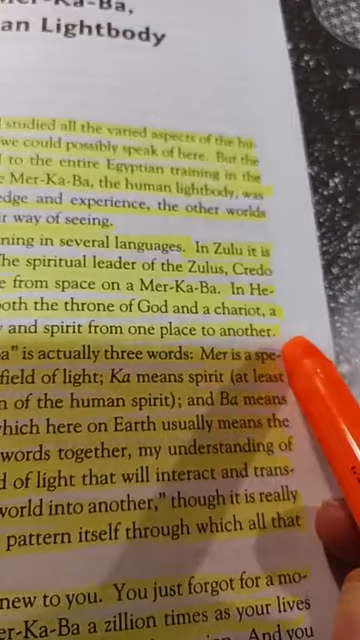 Mer-Ka-Ba,
an Lightbody
studied all the varied aspects of the hu-
we could possibly speak of here. But the
to the entire Egyptian training in the
Mer-Ka-Ba, the human lightbody, was
edge and experience, the other worlds
ir way of seeing.
ning in several languages. In Zulu it is
The spiritual leader of the Zulus, Credo
e from space on a Mer-Ka-Ba. In He-
both the throne of God and a chariot, a
and spirit from one place to another.
a" is actually three words: Mer is a spe-
field of light; Ka means spirit (at least
n of the human spirit); and Ba means
which here on Earth usually means the
words together, my understanding of
d of light that will interact and trans-
world into another," though it is really
pattern itself through which all that
new to you. You just forgot for a mo-
er-Ka-Ba a zillion times as your lives
And you